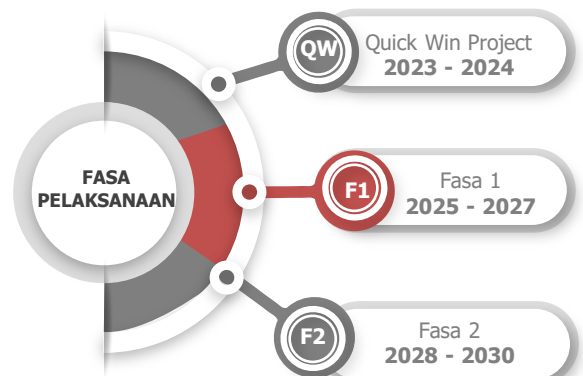 QW
Quick Win Project
2023 - 2024
FASA
PELAKSANAAN
F1
Fasa 1
2025 - 2027
F2
Fasa 2
2028 - 2030